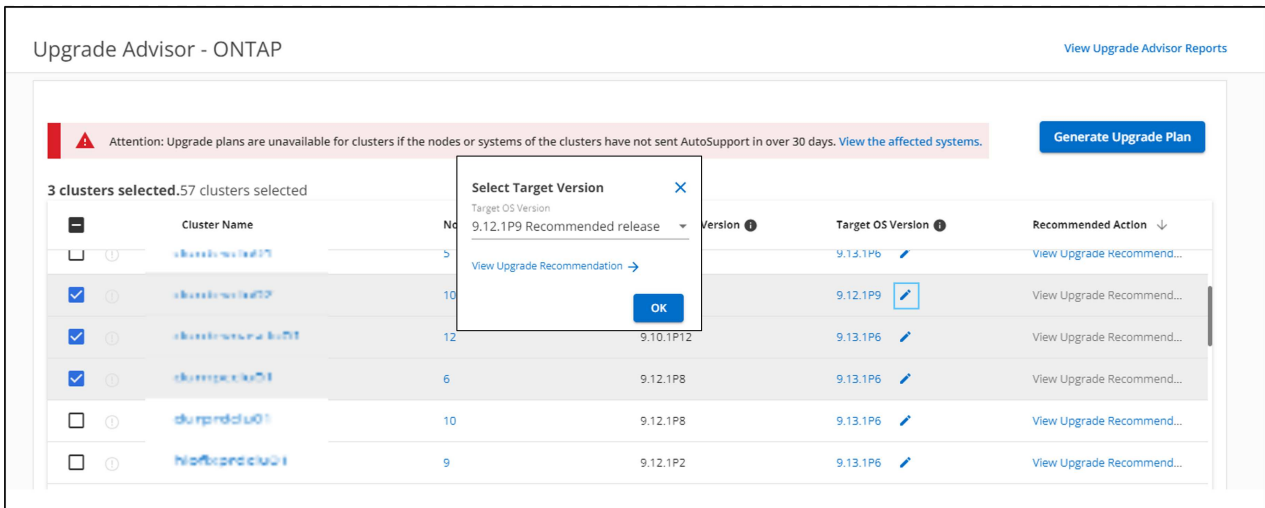 Upgrade Advisor - ONTAP
View Upgrade Advisor Reports
Attention: Upgrade plans are unavailable for clusters if the nodes or systems of the clusters have not sent AutoSupport in over 30 days. View the affected systems.
Generate Upgrade Plan
3 clusters selected.57 clusters selected
Select Target Version
Target OS Version
9.12.1P9 Recommended release
View Upgrade Recommendation
OK
Cluster Name No Version Target OS Version Recommended Action
5 9.13.1P6 View Upgrade Recommend...
10 9.12.1P9 View Upgrade Recommend...
12 9.10.1P12 9.13.1P6 View Upgrade Recommend...
6 9.12.1P8 9.13.1P6 View Upgrade Recommend...
10 9.12.1P8 9.13.1P6 View Upgrade Recommend...
9 9.12.1P2 9.13.1P6 View Upgrade Recommend...